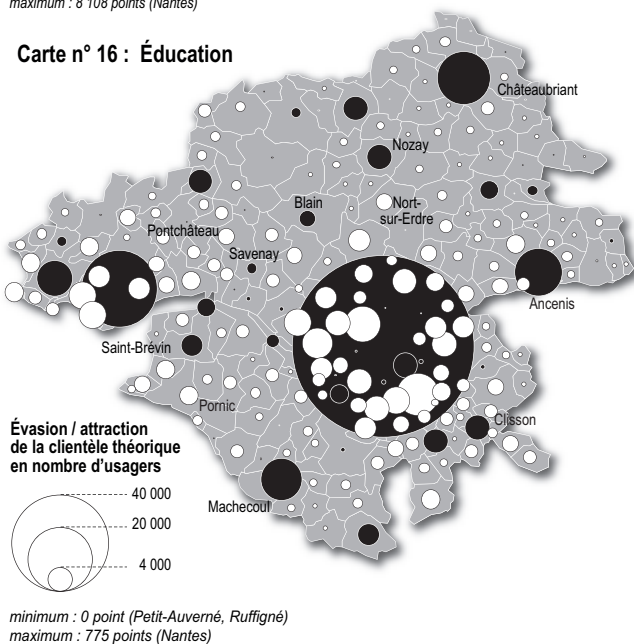 maximum : 8 108 points (Nantes)
Carte n° 16 : Éducation
Châteaubriant
Nozay
Blain
Nort-
sur-Erdre
Pontchâteau
Savenay
Ancenis
Saint-Brévin
Pornic
Clisson
Machecoul
Évasion / attraction
de la clientèle théorique
en nombre d'usagers
40 000
20 000
4 000
minimum : 0 point (Petit-Auverné, Ruffigné)
maximum : 775 points (Nantes)